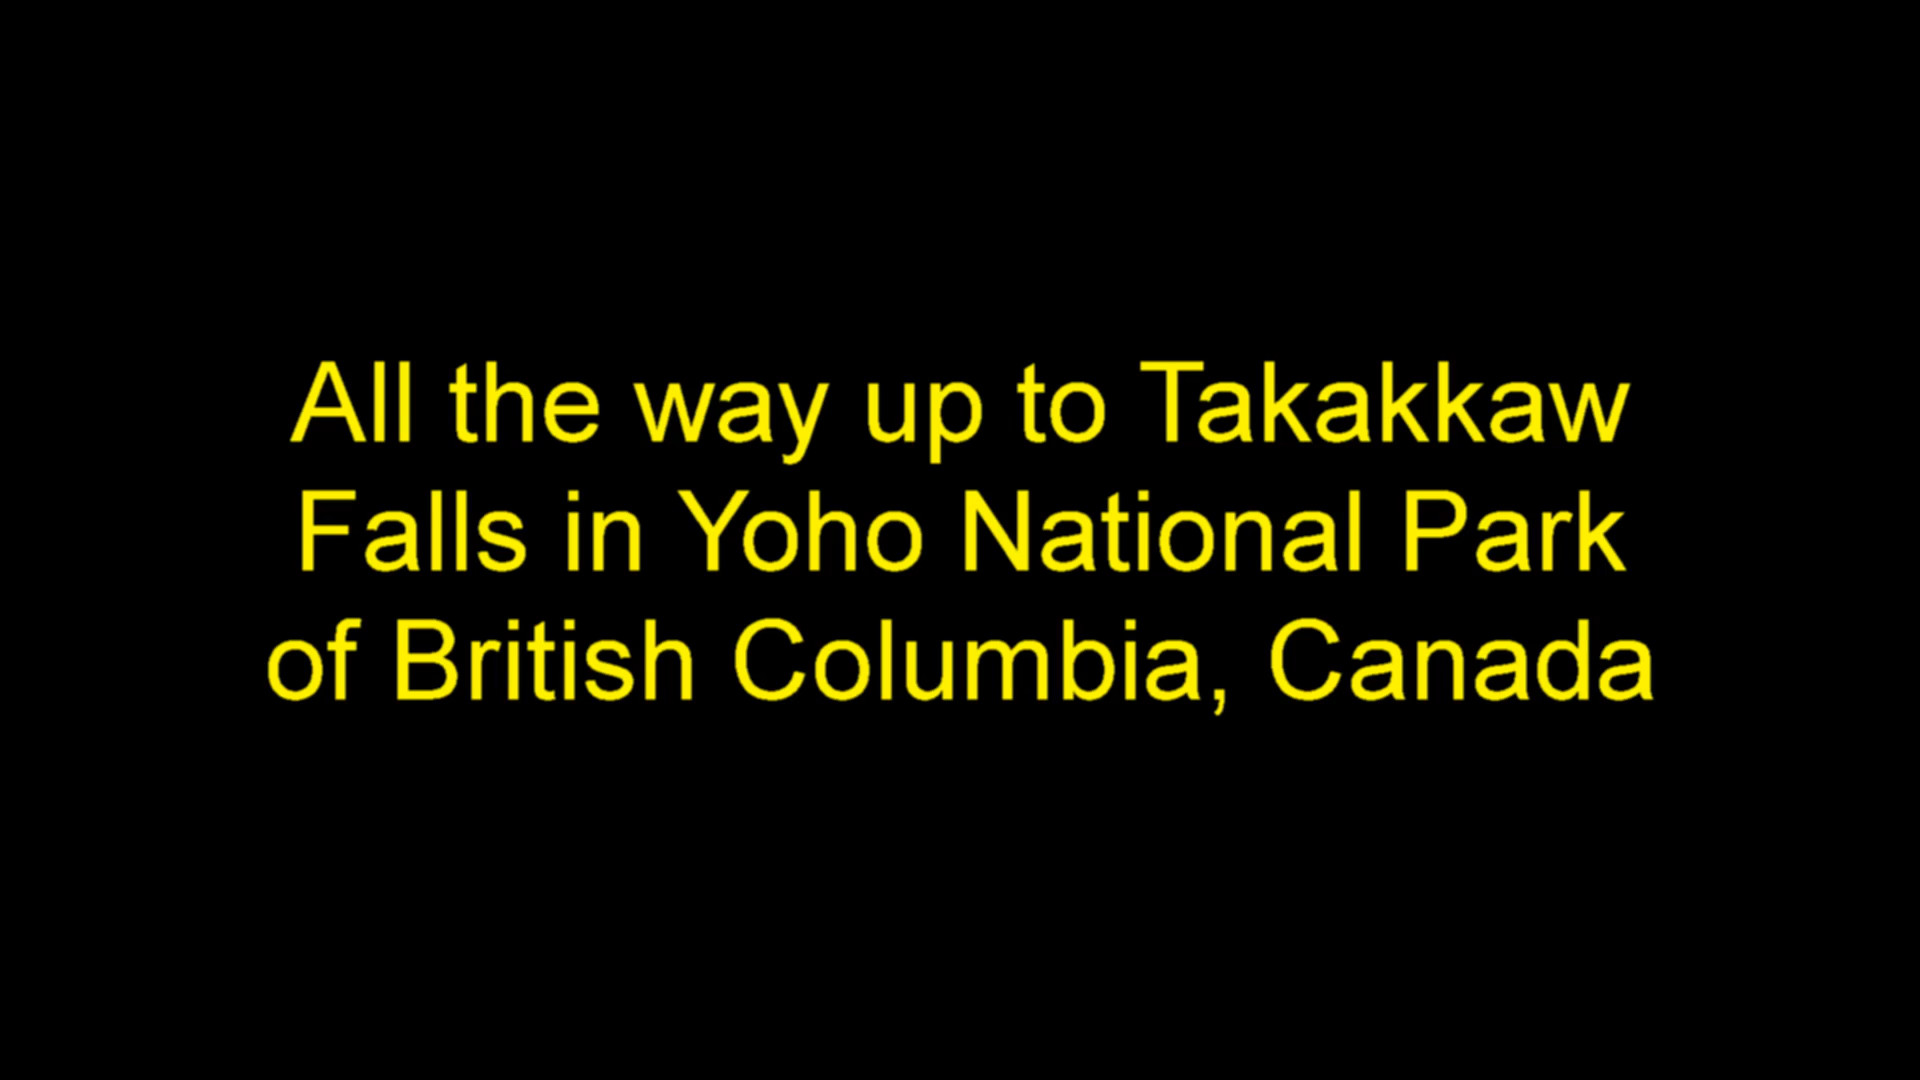 All the way up to Takakkaw
Falls in Yoho National Park
of British Columbia, Canada